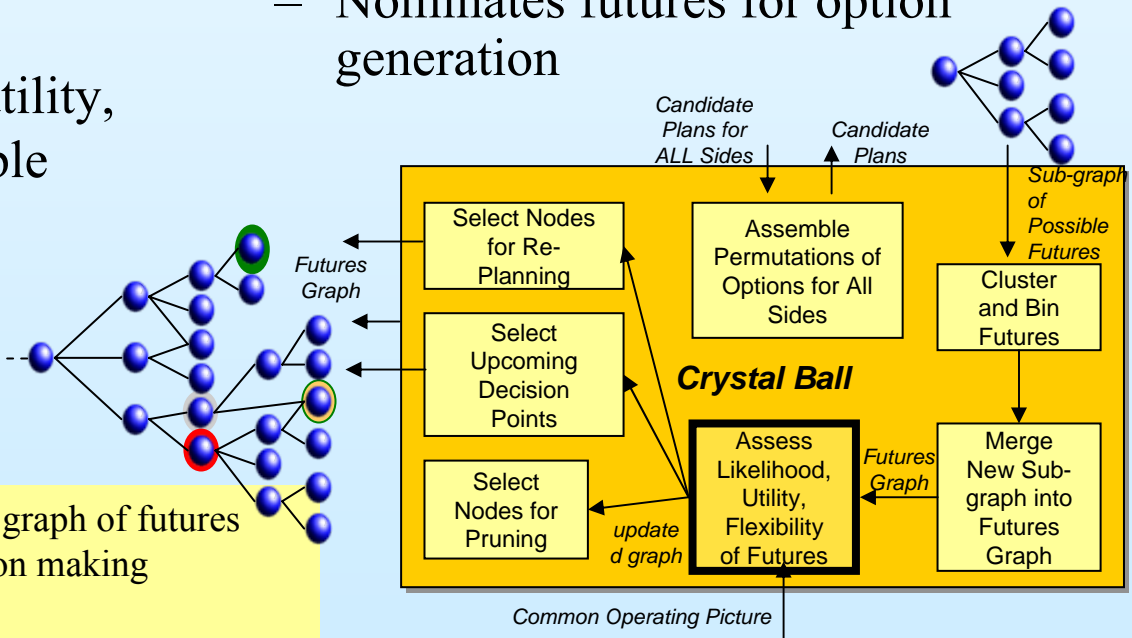 – Nominates futures for option
generation
tility,
ole
Candidate
Plans for
ALL Sides
Candidate
Plans
Sub-graph
of
Possible
Futures
Select Nodes
for Re-
Planning
Assemble
Permutations of
Options for All
Sides
Cluster
and Bin
Futures
Futures
Graph
Select
Upcoming
Decision
Points
Crystal Ball
Assess
Likelihood,
Utility,
Flexibility
of Futures
Futures
Graph
Merge
New Sub-
graph into
Futures
Graph
Select
Nodes for
Pruning
update
d graph
graph of futures
on making
Common Operating Picture